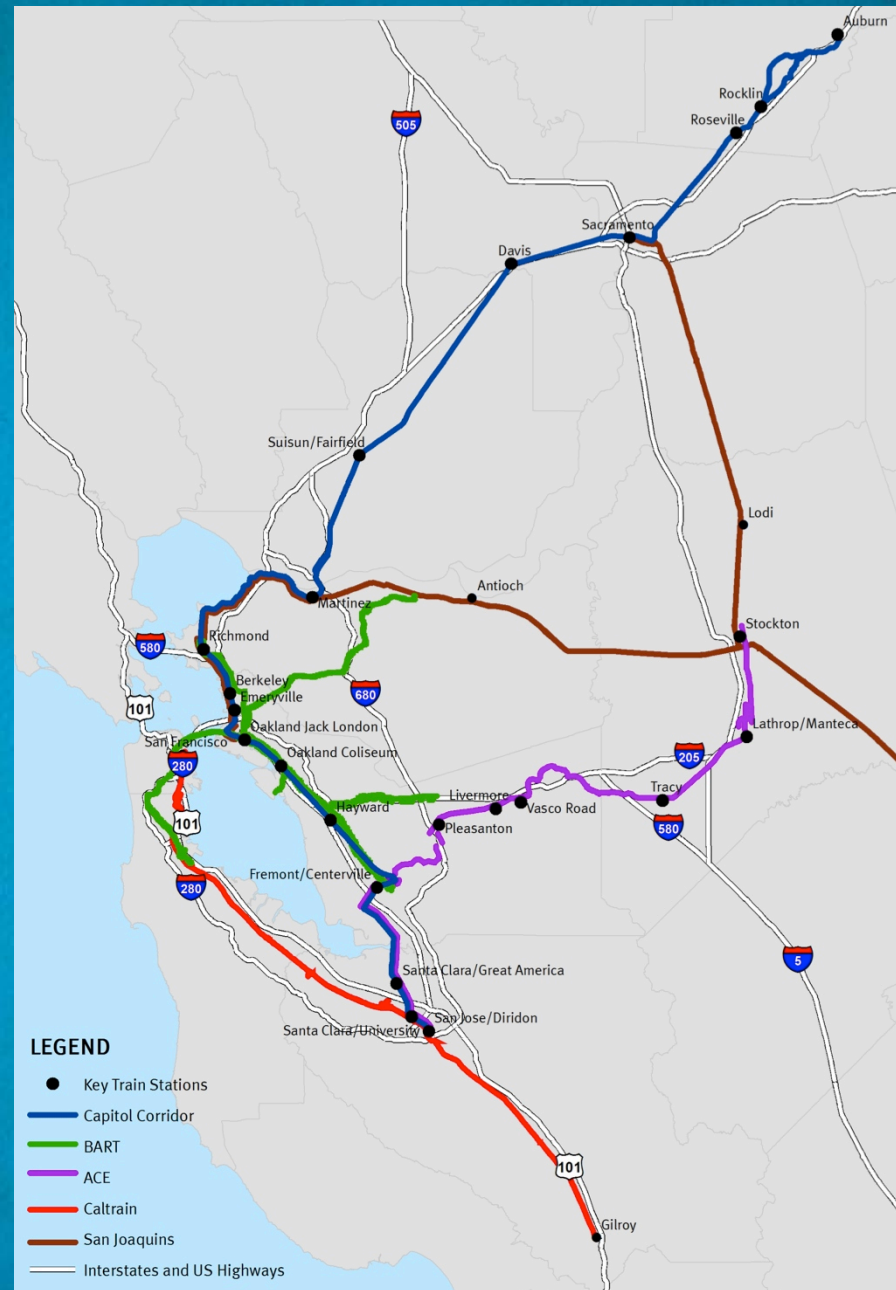 Auburn
Rocklin
Roseville
505
Sacramento
Davis
Suisun/Fairfield
Lodi
Antioch
Martinez
Stockton
Richmond
580
Berkeley
Emeryville
680
101
Oakland Jack London
Lathrop/Manteca
San Francisco
Oakland Coliseum
280
205
Livermore
Tracy
Vasco Road
Hayward
101
Pleasanton
580
Fremont/Centerville
280
5
Santa Clara/Great America
San Jose/Diridon
Santa Clara/University
LEGEND
Key Train Stations
Capitol Corridor
BART
ACE
Caltrain
San Joaquins
Interstates and US Highways
101
Gilroy